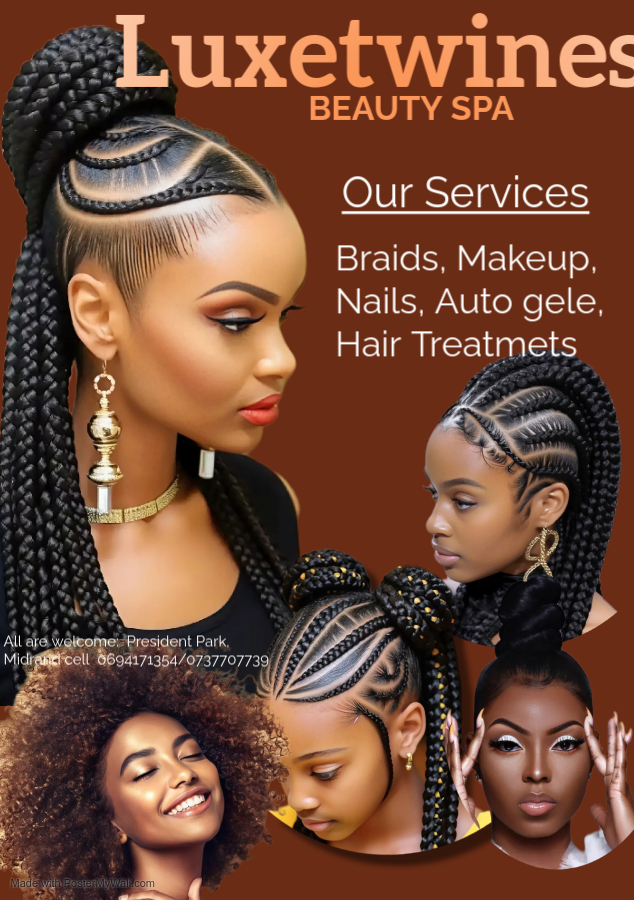 Luxetwines
BEAUTY SPA
Our Services
Braids, Makeup,
Nails, Auto gele,
Hair Treatmets
All are welcome: President Park,
Midrand cell 0694171354/0737707739
Made with PosterMyWall.com